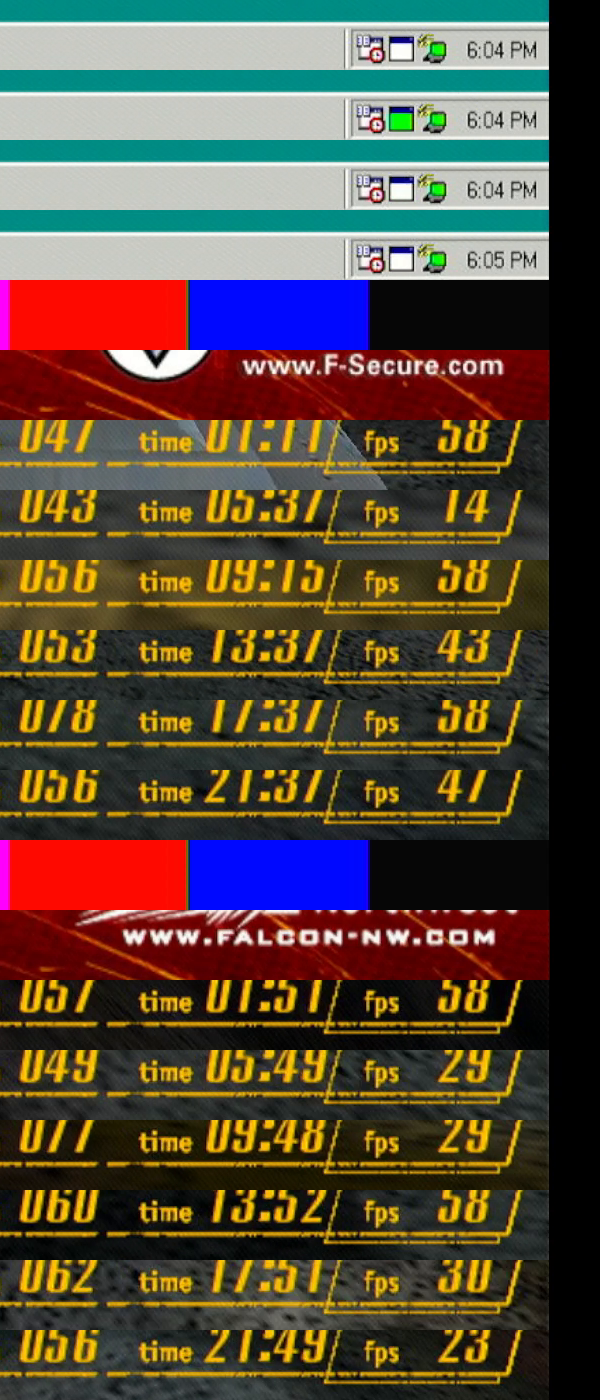 6:04 PM
6:04 PM
6:04 PM
6:05 PM
www.F-Secure.com
047 time 01:11 fps 58
043 time 05:37 fps 14
056 time 09:15 fps 58
053 time 13:37 fps 43
078 time 17:37 fps 58
056 time 21:37 fps 47
WWW.FALCON-NW.COM
057 time 01:51 fps 58
049 time 05:49 fps 29
077 time 09:48 fps 29
060 time 13:52 fps 58
062 time 17:51 fps 30
056 time 21:49 fps 23